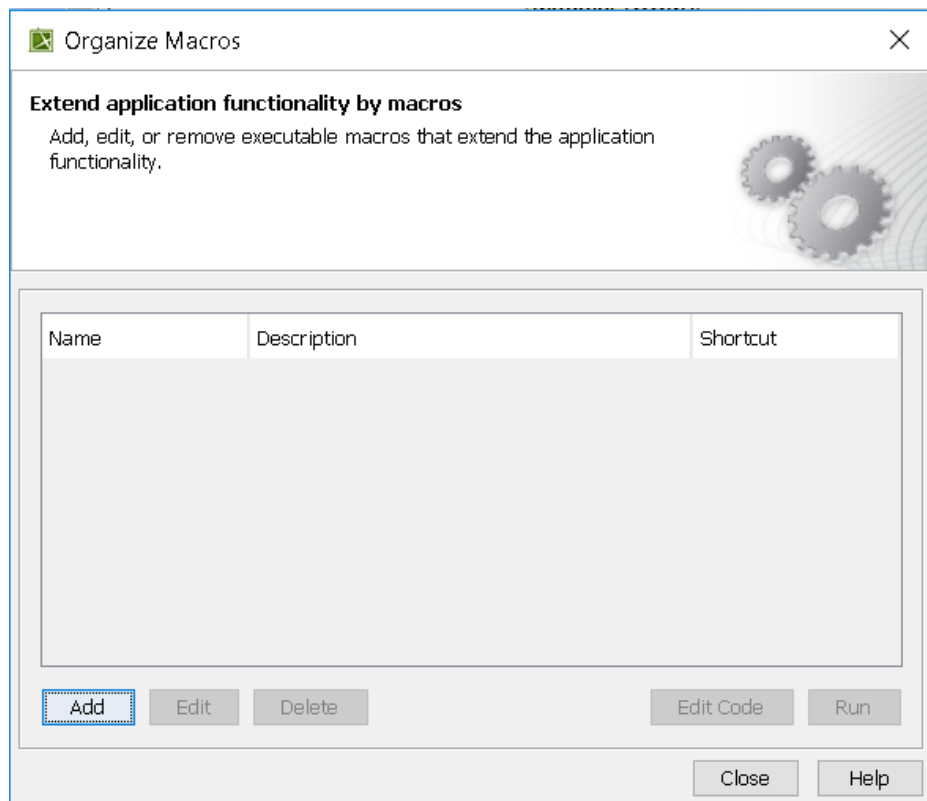 Organize Macros
Extend application functionality by macros
Add, edit, or remove executable macros that extend the application
functionality.
Name Description Shortcut
Add Edit Delete Edit Code Run
Close Help